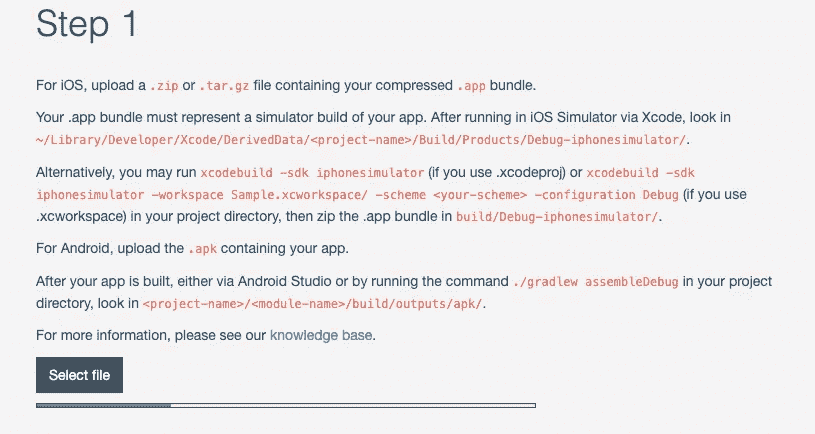 Step 1
For iOS, upload a .zip or .tar.gz file containing your compressed .app bundle.
Your .app bundle must represent a simulator build of your app. After running in iOS Simulator via Xcode, look in
~/Library/Developer/Xcode/DerivedData/<project-name>/Build/Products/Debug-iphonesimulator/.
Alternatively, you may run xcodebuild -sdk iphonesimulator (if you use .xcodeproj) or xcodebuild -sdk
iphonesimulator -workspace Sample.xcworkspace/ -scheme <your-scheme> -configuration Debug (if you use
.xcworkspace) in your project directory, then zip the .app bundle in build/Debug-iphonesimulator/.
For Android, upload the .apk containing your app.
After your app is built, either via Android Studio or by running the command ./gradlew assembleDebug in your project
directory, look in <project-name>/<module-name>/build/outputs/apk/.
For more information, please see our knowledge base.
Select file